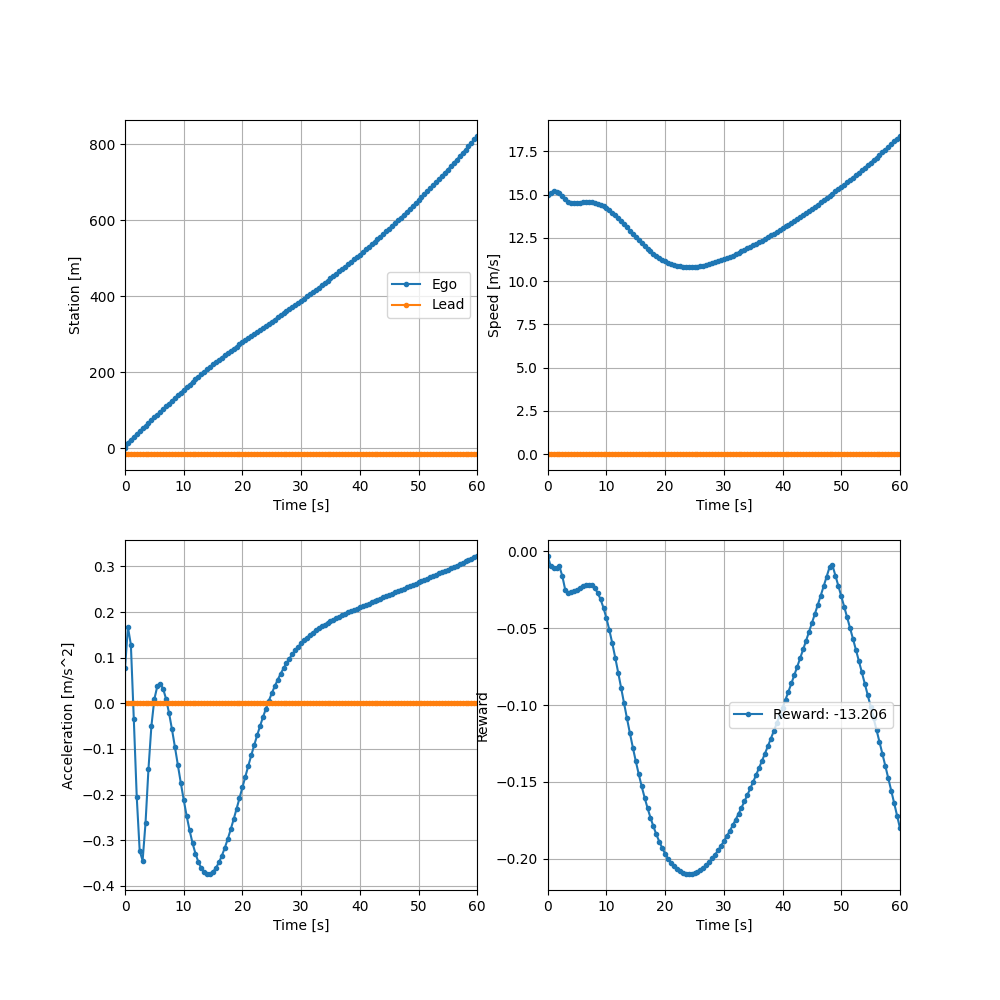 800
600
400
200
0
Station [m]
Ego
Lead
0 10 20 30 40 50 60
Time [s]
17.5
15.0
12.5
10.0
7.5
5.0
2.5
0.0
Speed [m/s]
0 10 20 30 40 50 60
Time [s]
0.3
0.2
0.1
0.0
−0.1
−0.2
−0.3
−0.4
Acceleration [m/s^2]
0 10 20 30 40 50 60
Time [s]
0.00
−0.05
−0.10
−0.15
−0.20
Reward
Reward: -13.206
0 10 20 30 40 50 60
Time [s]